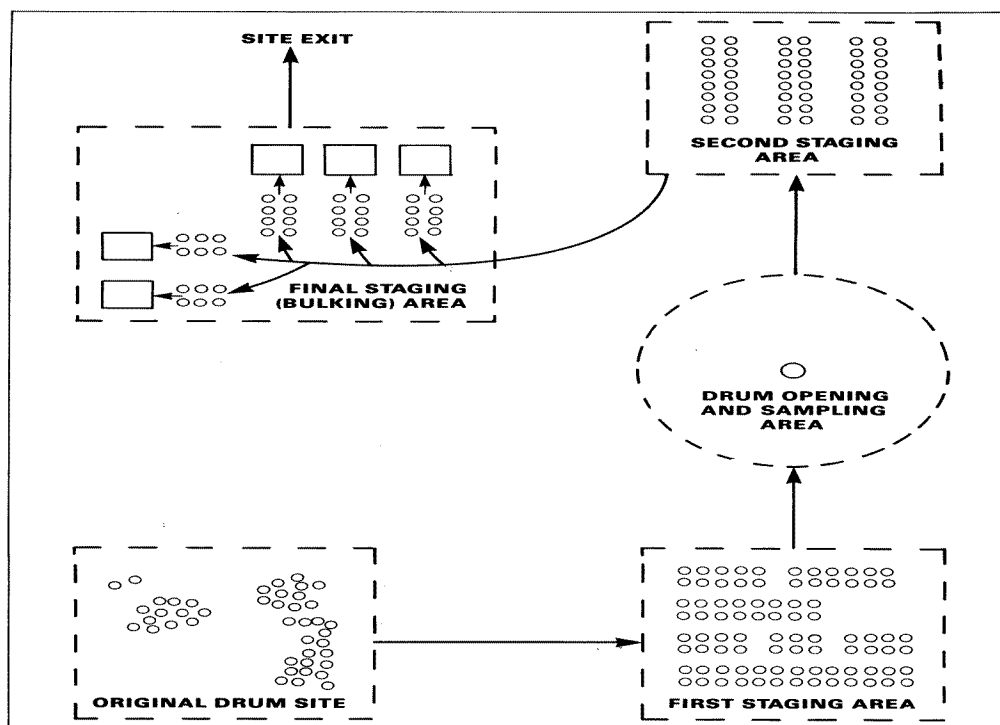 SITE EXIT
SECOND STAGING
AREA
FINAL STAGING
(BULKING) AREA
DRUM OPENING
AND SAMPLING
AREA
ORIGINAL DRUM SITE
FIRST STAGING AREA